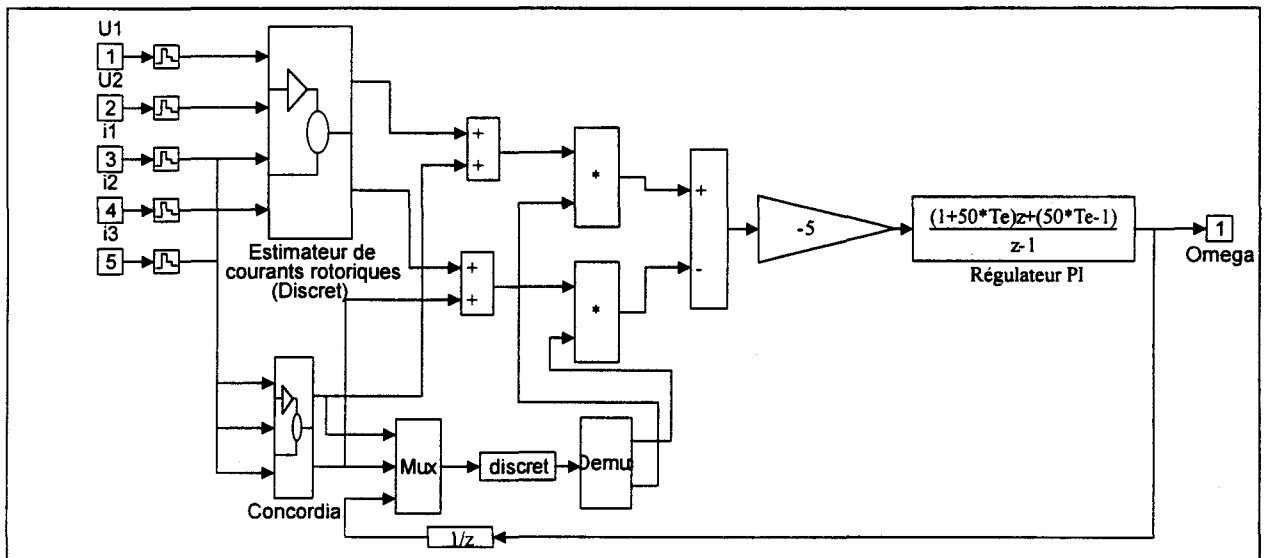 U1
1
U2
2
i1
3
i2
4
i3
5
Estimateur de
courants rotoriques
(Discret)
+
+
+
+
*
*
+
-
-5
(1+50*Te)z+(50*Te-1)
z-1
Régulateur PI
1
Omega
Concordia
Mux
discret
Demu
1/z